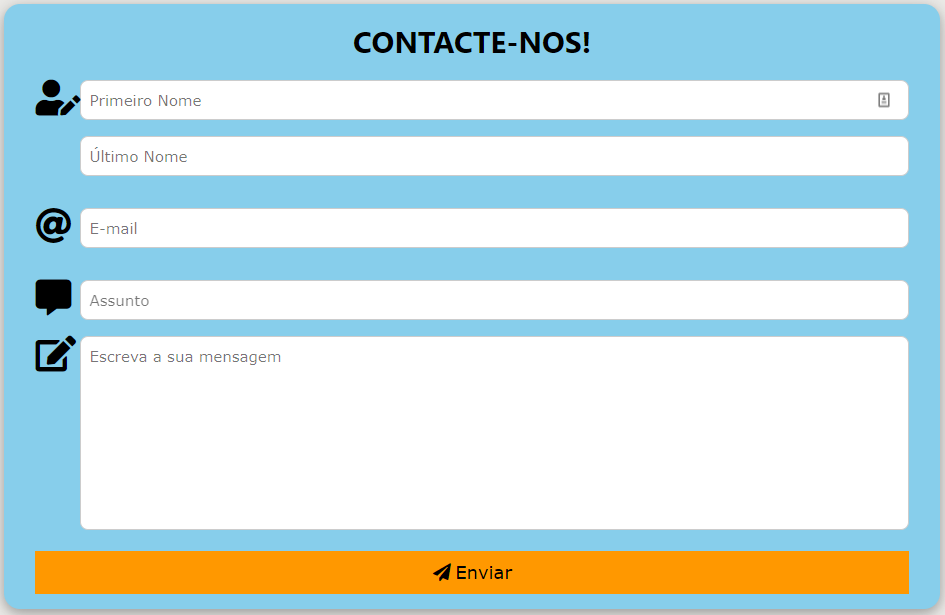 CONTACTE-NOS!
Primeiro Nome
Último Nome
E-mail
Assunto
Escreva a sua mensagem
Enviar